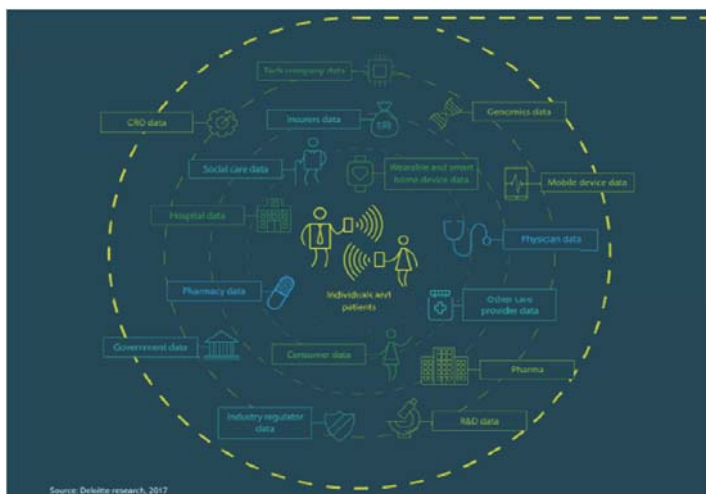 Tech company data
CRO data
Insurers data
Genomics data
Social care data
Wearable and smart
home device data
Mobile device data
Hospital data
Physician data
Pharmacy data
Individuals and
patients
Other care
provider data
Government data
Consumer data
Pharma
Industry regulator
data
R&D data
Source: Deloitte research, 2017